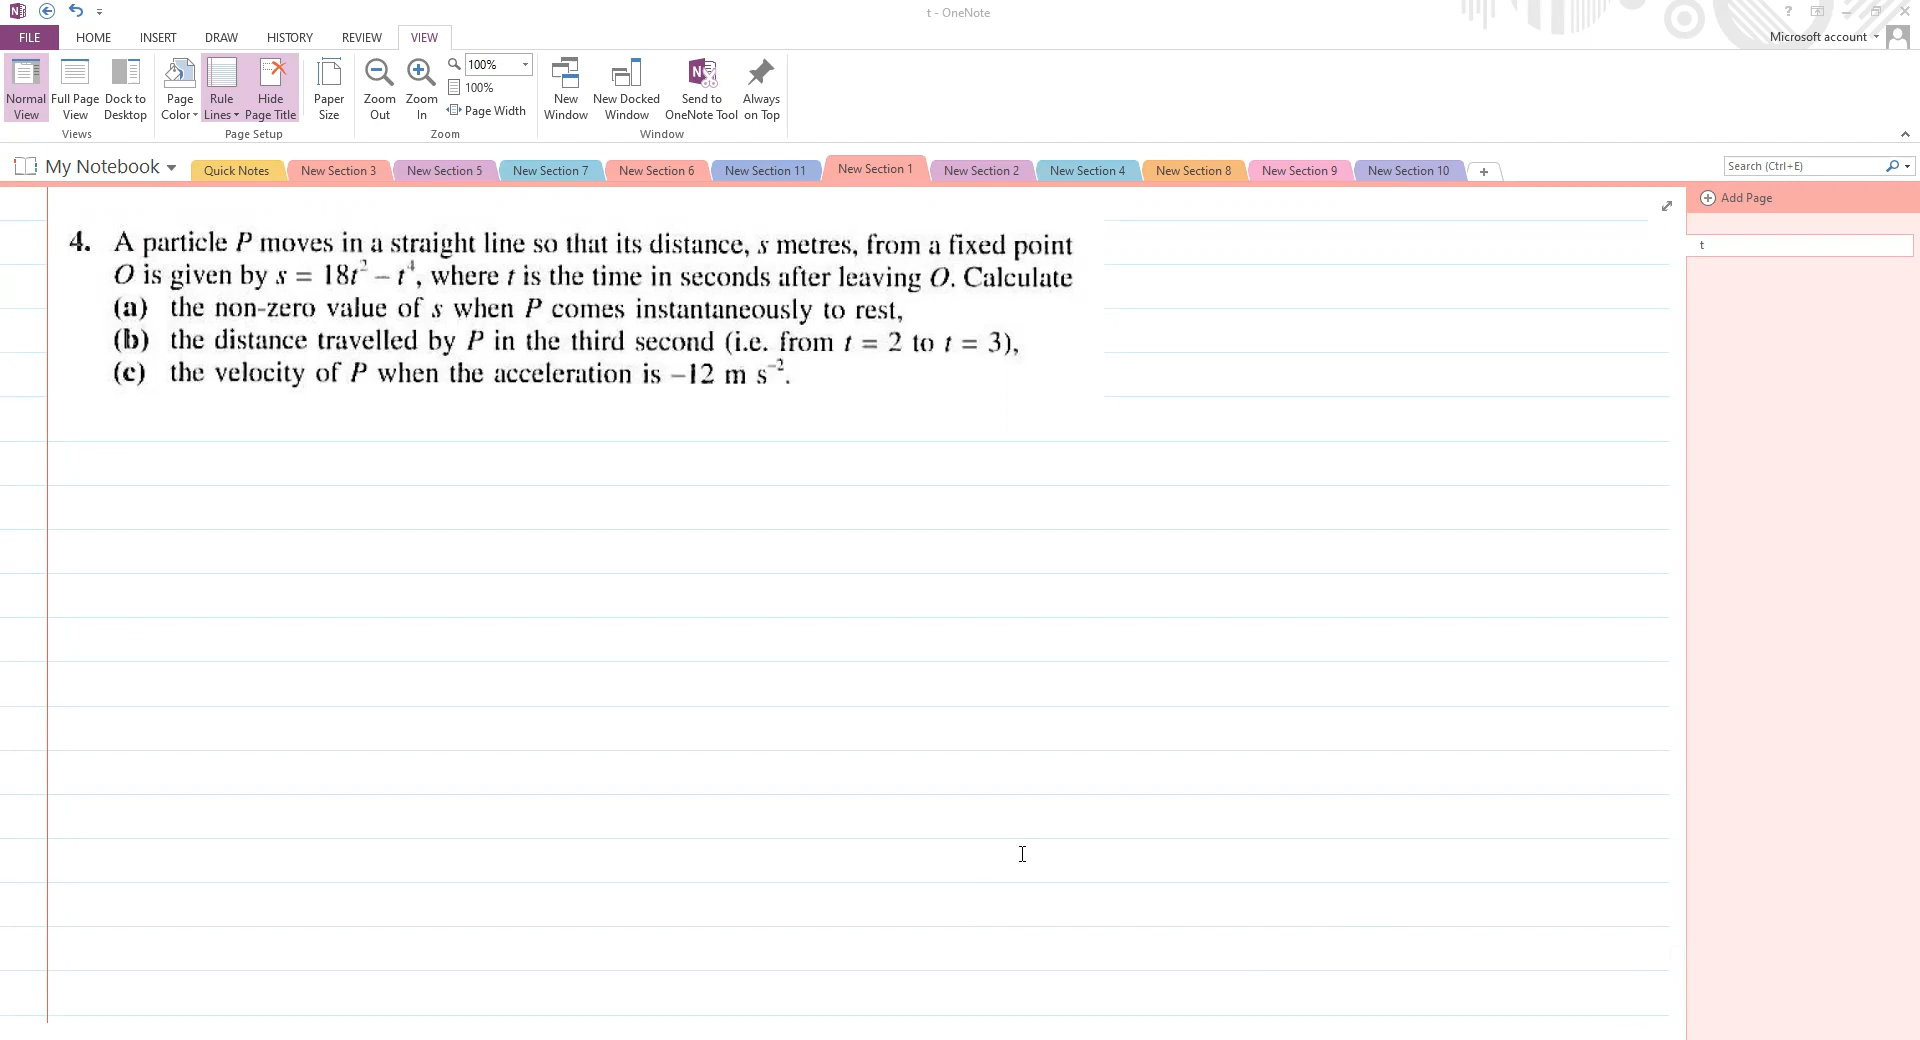 t - OneNote
?
FILE HOME INSERT DRAW HISTORY REVIEW VIEW
Microsoft account
Normal View
Full Page View
Dock to Desktop
Views
Page Color
Rule Lines
Hide Page Title
Paper Size
Page Setup
Zoom Out
Zoom In
100%
100%
Page Width
Zoom
New Window
New Docked Window
Send to OneNote Tool
Always on Top
Window
My Notebook
Quick Notes New Section 3 New Section 5 New Section 7 New Section 6 New Section 11 New Section 1 New Section 2 New Section 4 New Section 8 New Section 9 New Section 10 +
Search (Ctrl+E)
Add Page
t
4. A particle P moves in a straight line so that its distance, s metres, from a fixed point
O is given by s = 18t² – t⁴, where t is the time in seconds after leaving O. Calculate
(a) the non-zero value of s when P comes instantaneously to rest,
(b) the distance travelled by P in the third second (i.e. from t = 2 to t = 3),
(c) the velocity of P when the acceleration is –12 m s⁻².